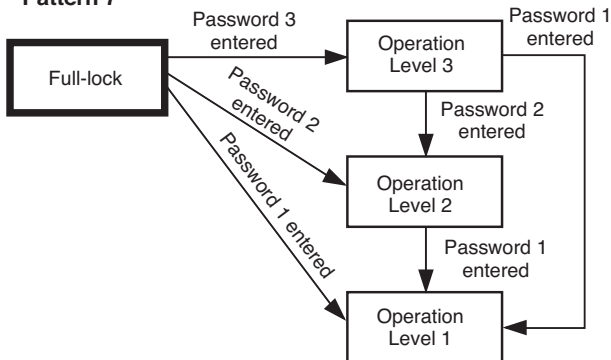 Pattern 7
Password 3
entered
Password 1
entered
Full-lock
Operation
Level 3
Password 2
entered
Password 2
entered
Password 1 entered
Operation
Level 2
Password 1
entered
Operation
Level 1